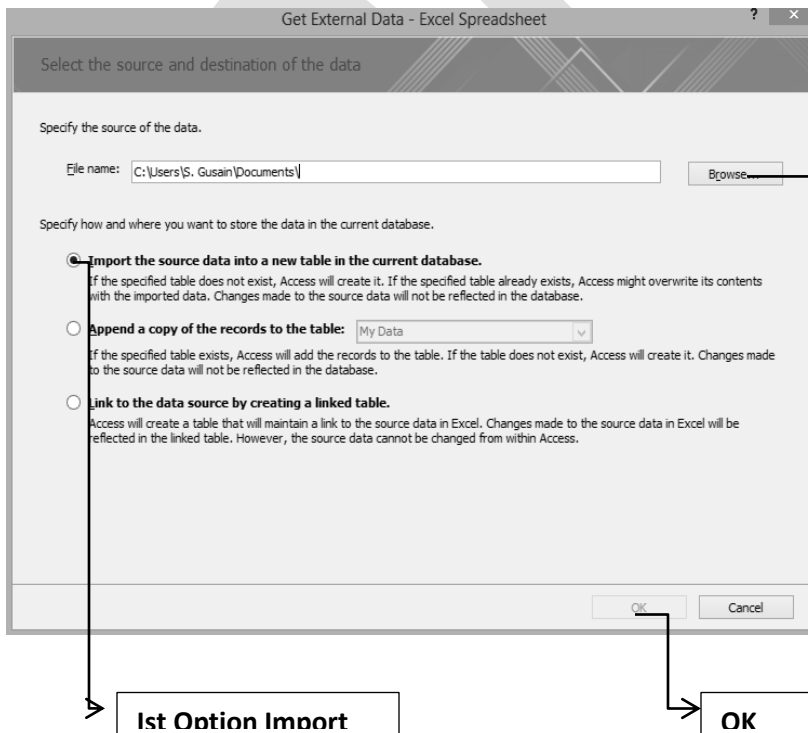 Get External Data - Excel Spreadsheet
? ×
Select the source and destination of the data
Specify the source of the data.
File name: C:\Users\S. Gusain\Documents\ Browse...
Specify how and where you want to store the data in the current database.
Import the source data into a new table in the current database.
If the specified table does not exist, Access will create it. If the specified table already exists, Access might overwrite its contents
with the imported data. Changes made to the source data will not be reflected in the database.
Append a copy of the records to the table: My Data
If the specified table exists, Access will add the records to the table. If the table does not exist, Access will create it. Changes made
to the source data will not be reflected in the database.
Link to the data source by creating a linked table.
Access will create a table that will maintain a link to the source data in Excel. Changes made to the source data in Excel will be
reflected in the linked table. However, the source data cannot be changed from within Access.
OK Cancel
Ist Option Import OK